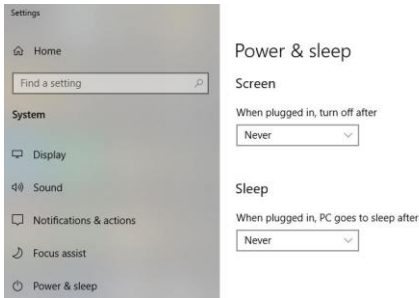 Settings
Home
Find a setting
System
Display
Sound
Notifications & actions
Focus assist
Power & sleep
Power & sleep
Screen
When plugged in, turn off after
Never
Sleep
When plugged in, PC goes to sleep after
Never